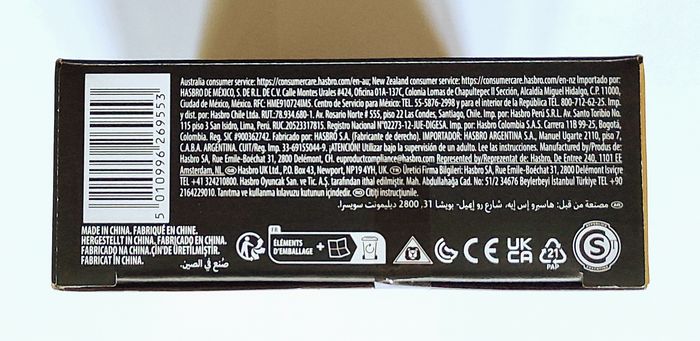 5 010996 269553
Australia consumer service: https://consumercare.hasbro.com/en-au; New Zealand consumer service: https://consumercare.hasbro.com/en-nz Importado por:
HASBRO DE MÉXICO, S. DE R.L. DE C.V. Calle Montes Urales #424, Oficina 01A-137C, Colonia Lomas de Chapultepec II Sección, Alcaldía Miguel Hidalgo, C.P. 11000,
Ciudad de México, México. RFC: HME910724IM5. Centro de Servicio para México: TEL. 55-5876-2998 y para el interior de la República TEL. 800-712-62-25. Imp.
y distr. por: Hasbro Chile Ltd. RUT.:78.934.680-1. Av. Rosario Norte # 555, piso 22 Las Condes, Santiago, Chile. Imp. por Hasbro Perú S.R.L. Av. Santo Toribio No.
115 piso 3 San Isidro, Lima, Perú. RUC.20523317815. Registro Nacional N°02273-12-JUE-DIGESA. Imp. por: Hasbro Colombia S.A.S. Carrera 11B 99-25, Bogotá,
Colombia. Reg. SIC #900364742. Fabricado por: HASBRO S.A. (Fabricante de derecho). IMPORTADOR: HASBRO ARGENTINA S.A., Manuel Ugarte 2110, piso 7,
C.A.B.A. ARGENTINA. CUIT/Reg. Imp.: 33-69155044-9. ¡ATENCIÓN! Utilizar bajo la supervisión de un adulto. Lee las instrucciones. Manufactured by/Produs de:
Hasbro SA, Rue Emile-Boéchat 31, 2800 Delémont, CH. euproductcompliance@hasbro.com Represented by/Reprezentat de: Hasbro, De Entree 240, 1101 EE
Amsterdam, NL. Hasbro UK Ltd., P.O. Box 43, Newport, NP19 4YH, UK. TR Üretici Firma Bilgileri: Hasbro SA, Rue Emile-Boéchat 31, 2800 Delémont İsviçre
TEL +41 324210800. Hasbro Oyuncak San. ve Tic. A.Ş. tarafından ithal edilmiştir. Mah. Abdullahağa Cad. No: 51/2 34676 Beylerbeyi İstanbul Türkiye TEL +90
2164229010. Tanıtma ve kullanma kılavuzu kutunun içindedir. RO Citiți instrucțiunile.
AR مصنعة من قبل: هاسبرو إس إيه، شارع رو إميل- بويشا 31, 2800 ديليمونت سويسرا.
MADE IN CHINA. FABRIQUÉ EN CHINE.
HERGESTELLT IN CHINA. FABRICADO EN CHINA.
FABRICADO NA CHINA.ÇİN'DE ÜRETİLMİŞTİR.
FABRICAT ÎN CHINA.
صُنع في الصين.
FR
ÉLÉMENTS
D'EMBALLAGE
+
CE
UK
CA
21
PAP
S